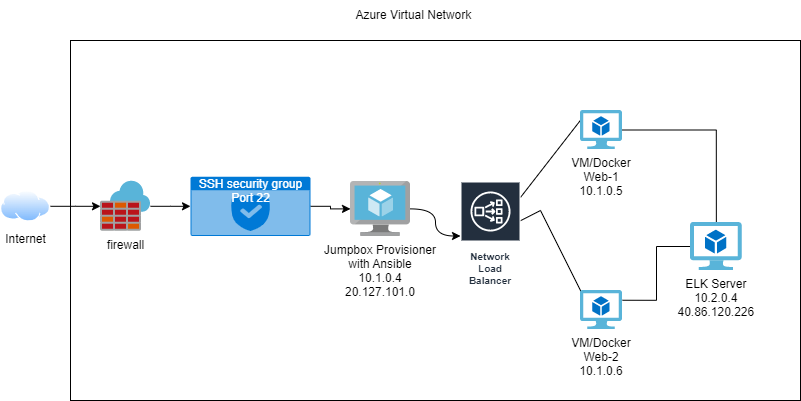 Azure Virtual Network
Internet
firewall
SSH security group
Port 22
Jumpbox Provisioner
with Ansible
10.1.0.4
20.127.101.0
Network
Load
Balancer
VM/Docker
Web-1
10.1.0.5
VM/Docker
Web-2
10.1.0.6
ELK Server
10.2.0.4
40.86.120.226